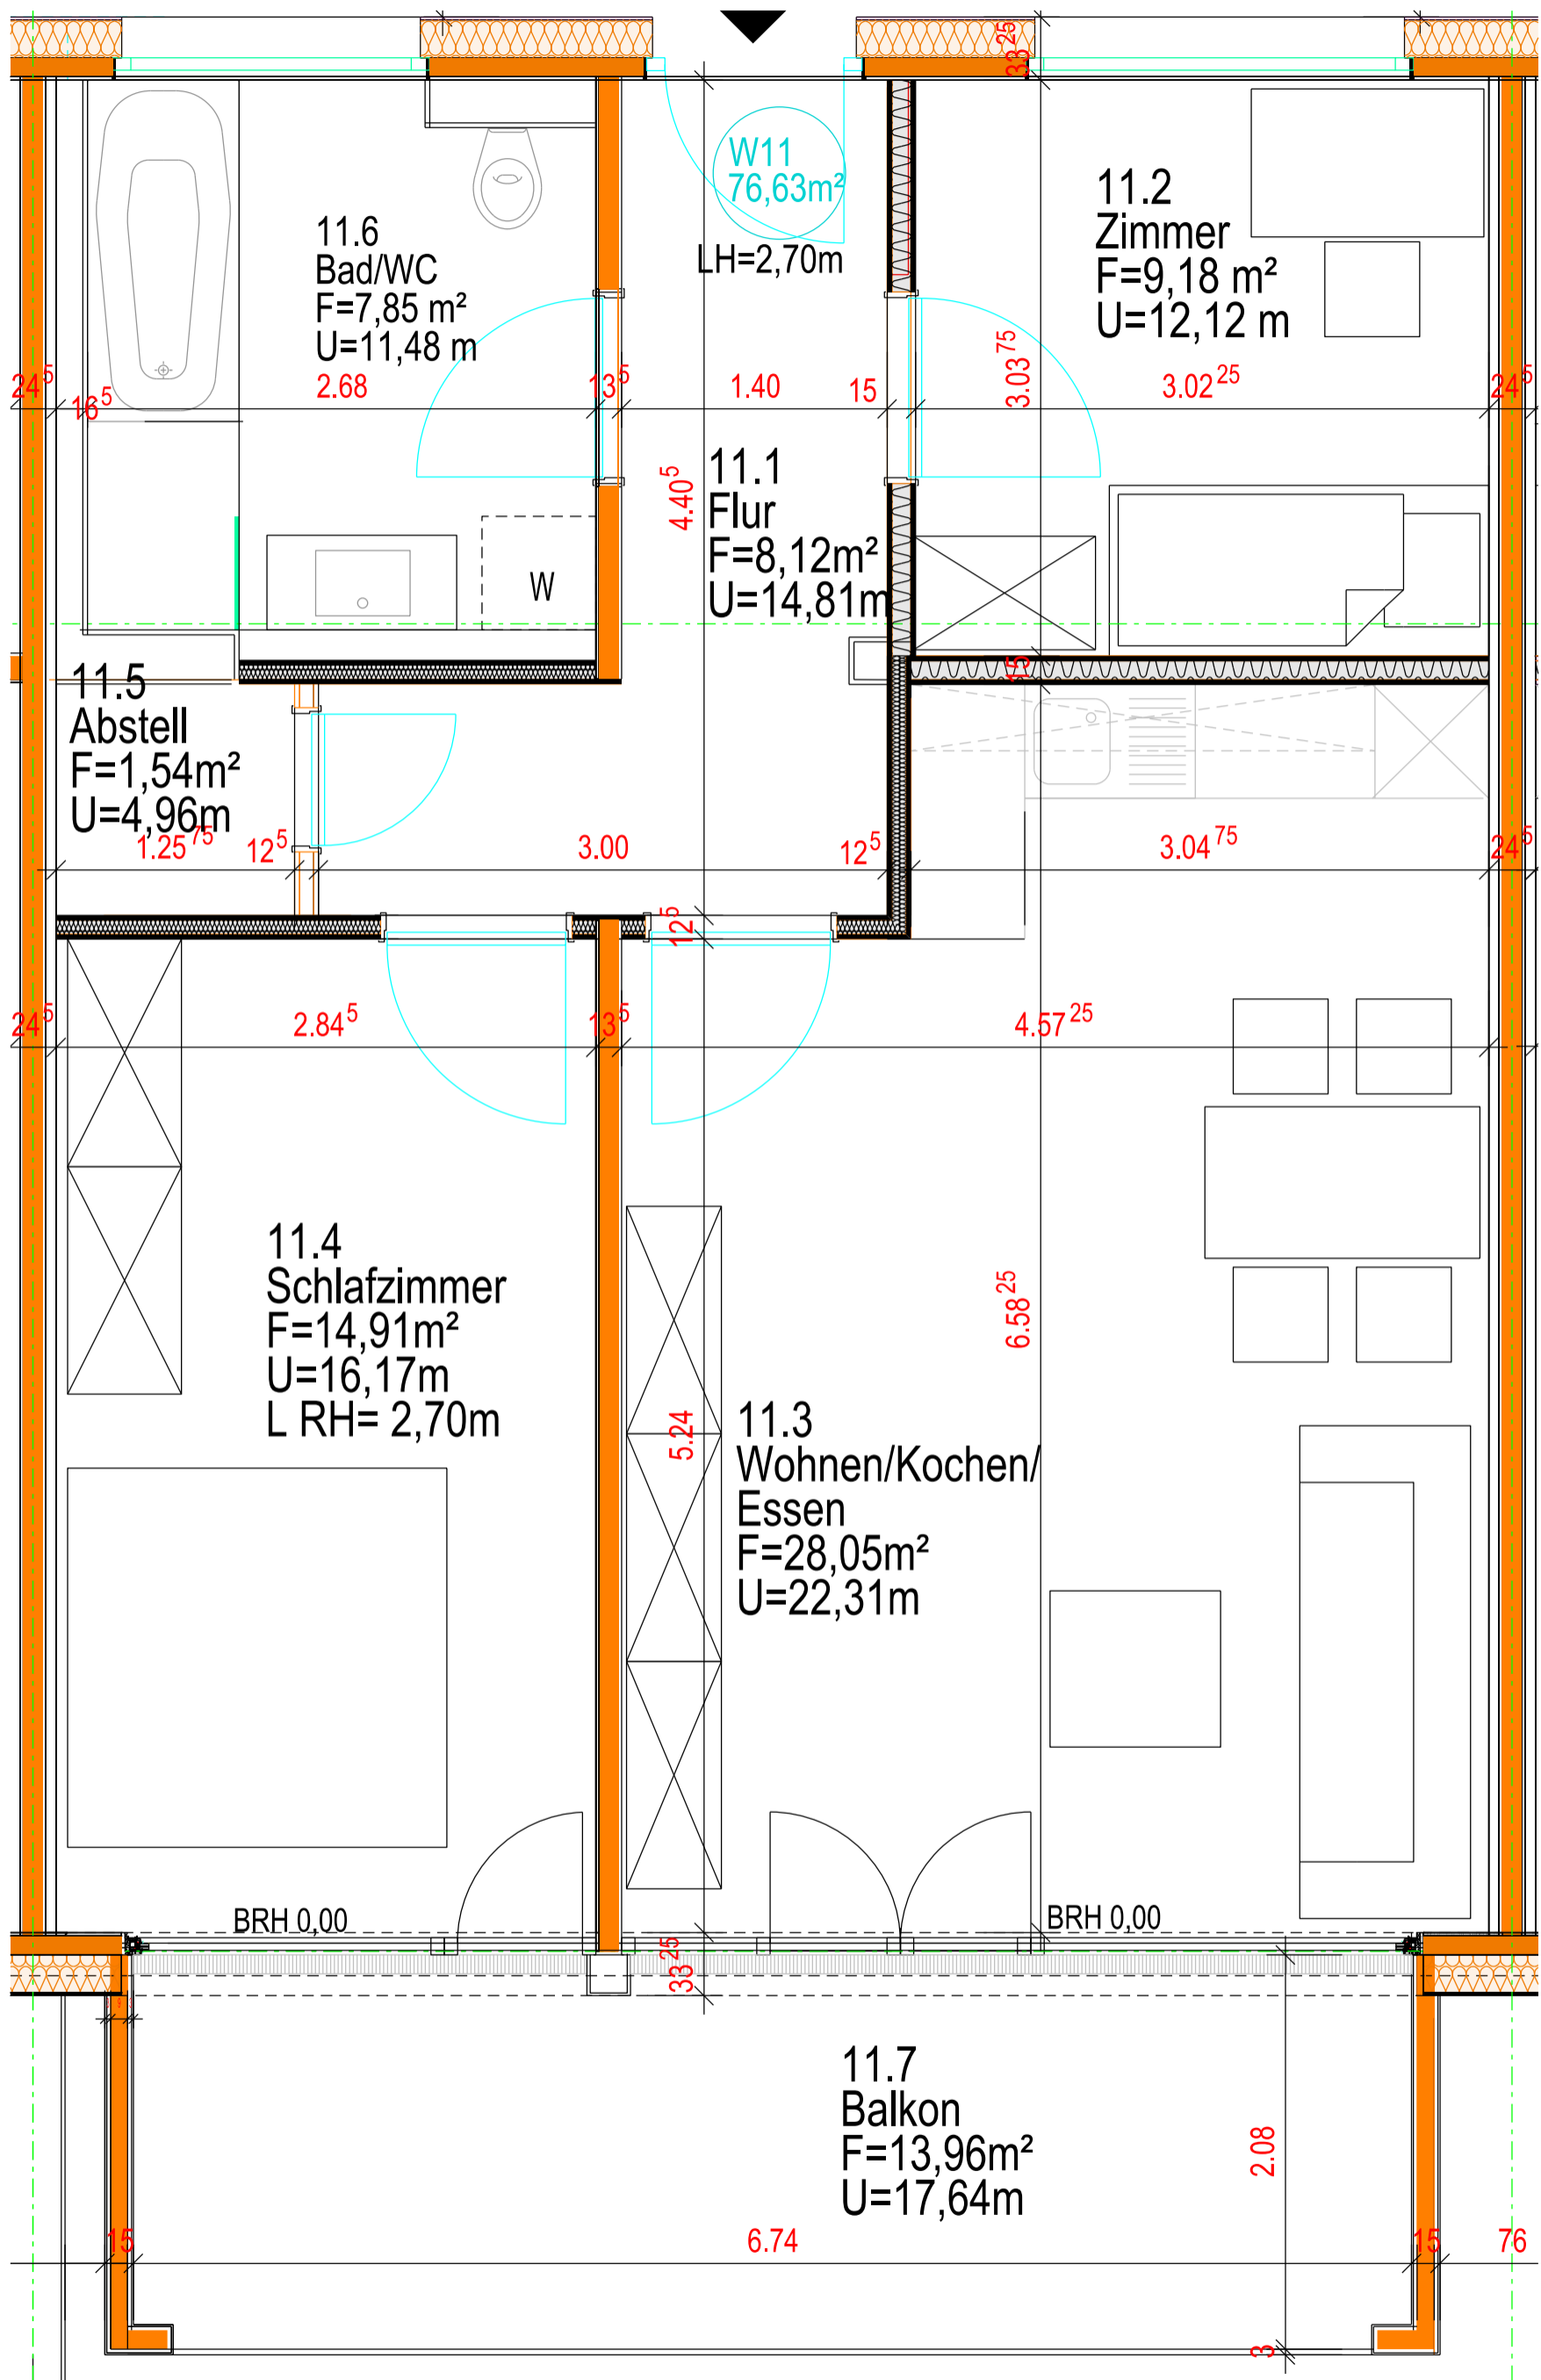 33²⁵
W11
76,63m²
LH=2,70m
11.2
Zimmer
F=9,18 m²
U=12,12 m
11.6
Bad/WC
F=7,85 m²
U=11,48 m
24⁵
16⁵
2.68
13⁵
1.40
15
3.03⁷⁵
3.02²⁵
24⁵
11.1
Flur
F=8,12m²
U=14,81m
4.40⁵
W
15
11.5
Abstell
F=1,54m²
U=4,96m
1.25⁷⁵
12⁵
3.00
12⁵
3.04⁷⁵
24⁵
12⁵
24⁵
2.84⁵
13⁵
4.57²⁵
11.4
Schlafzimmer
F=14,91m²
U=16,17m
L RH= 2,70m
6.58²⁵
5.24
11.3
Wohnen/Kochen/
Essen
F=28,05m²
U=22,31m
BRH 0,00
BRH 0,00
33²⁵
11.7
Balkon
F=13,96m²
U=17,64m
2.08
15
6.74
15
76
3